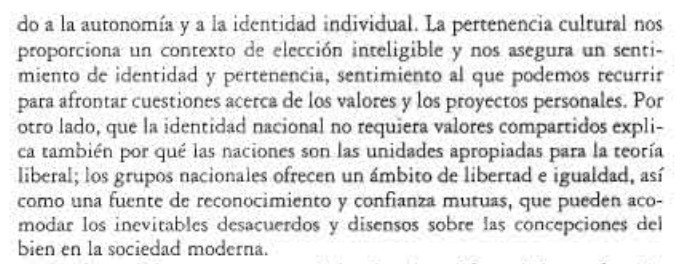 do a la autonomía y a la identidad individual. La pertenencia cultural nos
proporciona un contexto de elección inteligible y nos asegura un senti-
miento de identidad y pertenencia, sentimiento al que podemos recurrir
para afrontar cuestiones acerca de los valores y los proyectos personales. Por
otro lado, que la identidad nacional no requiera valores compartidos expli-
ca también por qué las naciones son las unidades apropiadas para la teoría
liberal; los grupos nacionales ofrecen un ámbito de libertad e igualdad, así
como una fuente de reconocimiento y confianza mutuas, que pueden aco-
modar los inevitables desacuerdos y disensos sobre las concepciones del
bien en la sociedad moderna.